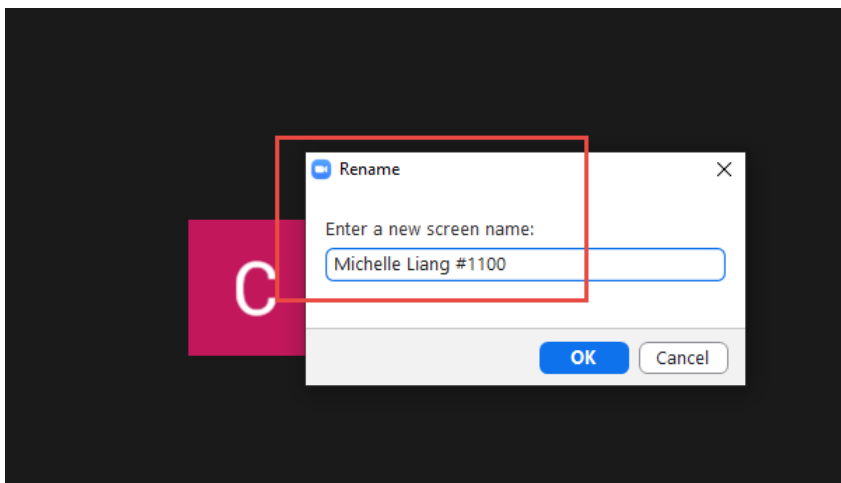 Rename
Enter a new screen name:
Michelle Liang #1100
C
OK Cancel